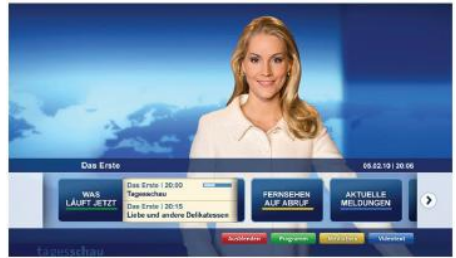 Das Erste
05.02.10 | 20:06
WAS
LÄUFT JETZT
Das Erste | 20:00
Tagesschau
Das Erste | 20:15
Liebe und andere Delikatessen
FERNSEHEN
AUF ABRUF
AKTUELLE
MELDUNGEN
Ausblenden
Programm
Mediathek
Videotext
tagesschau